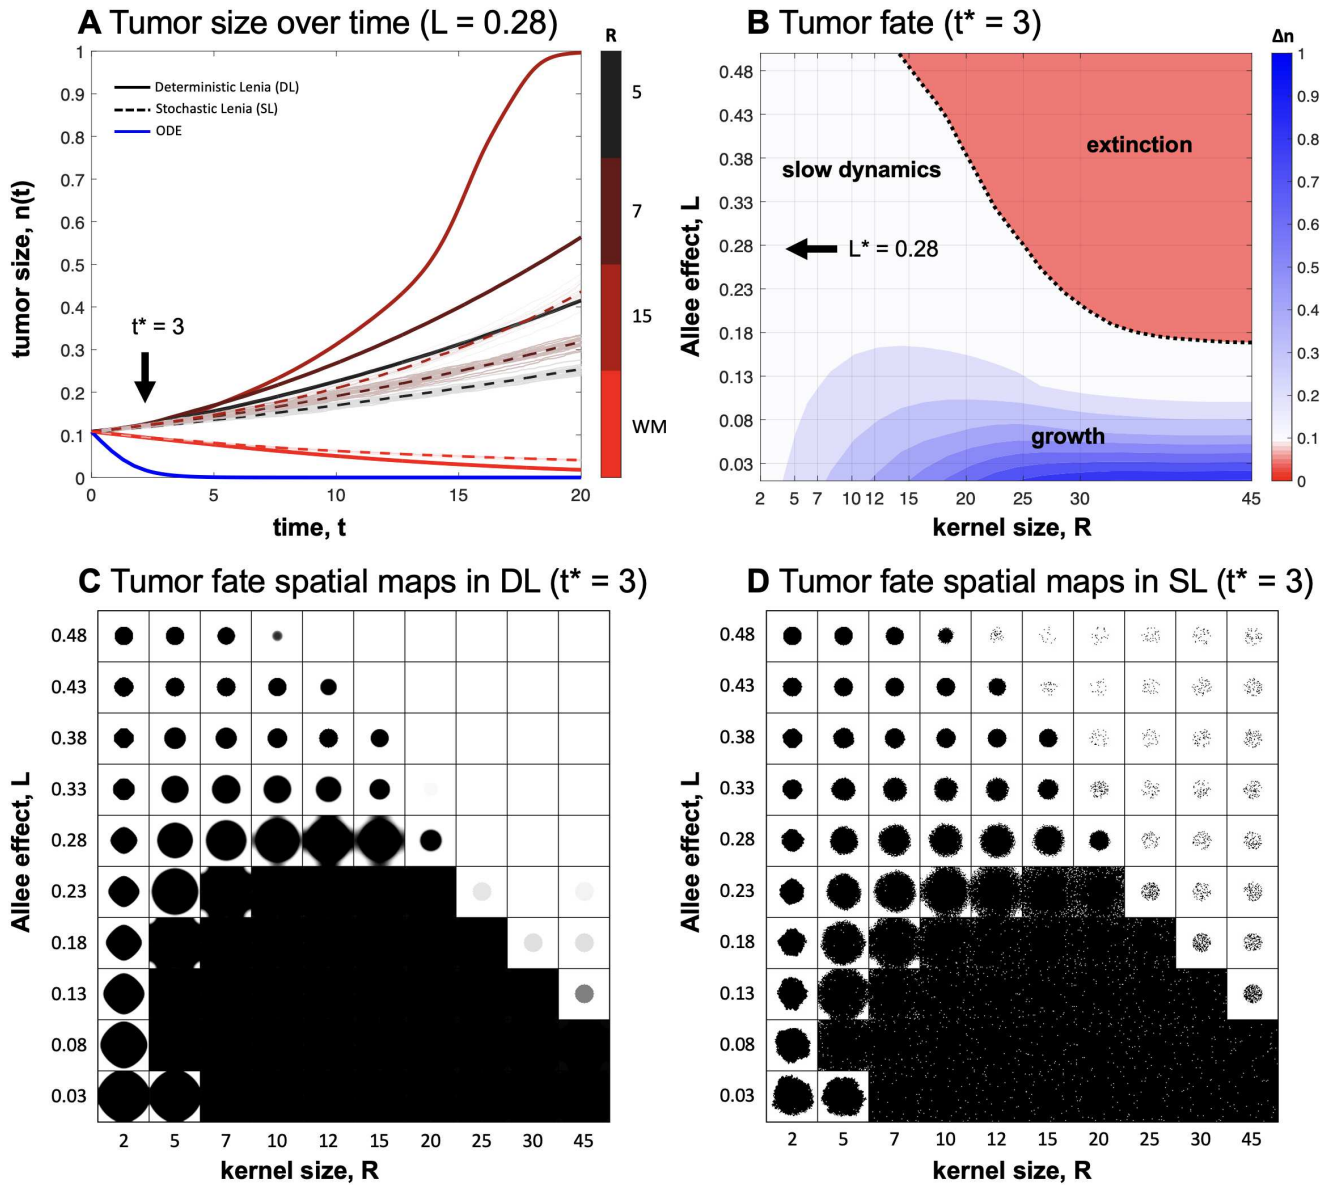 A Tumor size over time (L = 0.28)
R
1
0.9
0.8
0.7
0.6
0.5
0.4
0.3
0.2
0.1
0
tumor size, n(t)
Deterministic Lenia (DL)
Stochastic Lenia (SL)
ODE
t* = 3
0 5 10 15 20
time, t
5
7
15
WM
B Tumor fate (t* = 3)
Δn
0.48
0.43
0.38
0.33
0.28
0.23
0.18
0.13
0.08
0.03
Allee effect, L
extinction
slow dynamics
L* = 0.28
growth
2 5 7 10 12 15 20 25 30 45
kernel size, R
1
0.9
0.8
0.7
0.6
0.5
0.4
0.3
0.2
0.1
0
C Tumor fate spatial maps in DL (t* = 3)
0.48
0.43
0.38
0.33
0.28
0.23
0.18
0.13
0.08
0.03
Allee effect, L
2 5 7 10 12 15 20 25 30 45
kernel size, R
D Tumor fate spatial maps in SL (t* = 3)
0.48
0.43
0.38
0.33
0.28
0.23
0.18
0.13
0.08
0.03
Allee effect, L
2 5 7 10 12 15 20 25 30 45
kernel size, R